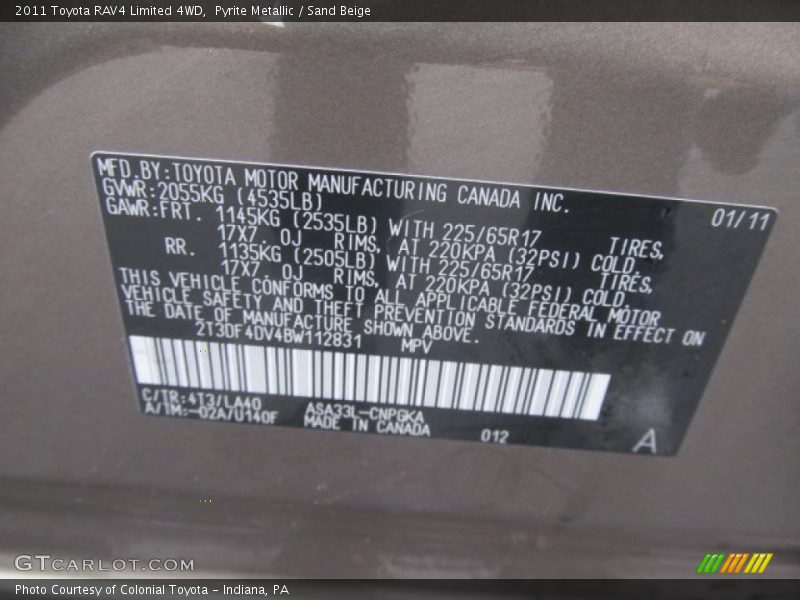 2011 Toyota RAV4 Limited 4WD,  Pyrite Metallic / Sand Beige
MFD.BY:TOYOTA MOTOR MANUFACTURING CANADA INC.
01/11
GVWR:2055KG (4535LB)
GAWR:FRT. 1145KG (2535LB) WITH 225/65R17 TIRES,
17X7 0J RIMS, AT 220KPA (32PSI) COLD.
RR. 1135KG (2505LB) WITH 225/65R17 TIRES,
17X7 0J RIMS, AT 220KPA (32PSI) COLD.
THIS VEHICLE CONFORMS TO ALL APPLICABLE FEDERAL MOTOR
VEHICLE SAFETY AND THEFT PREVENTION STANDARDS IN EFFECT ON
THE DATE OF MANUFACTURE SHOWN ABOVE.
2T3DF4DV4BW112831 MPV
C/TR:4T3/LA40 ASA33L-CNPGKA
A/TM:-02A/U140F MADE IN CANADA 012 A
GTCARLOT.COM
Photo Courtesy of Colonial Toyota - Indiana, PA